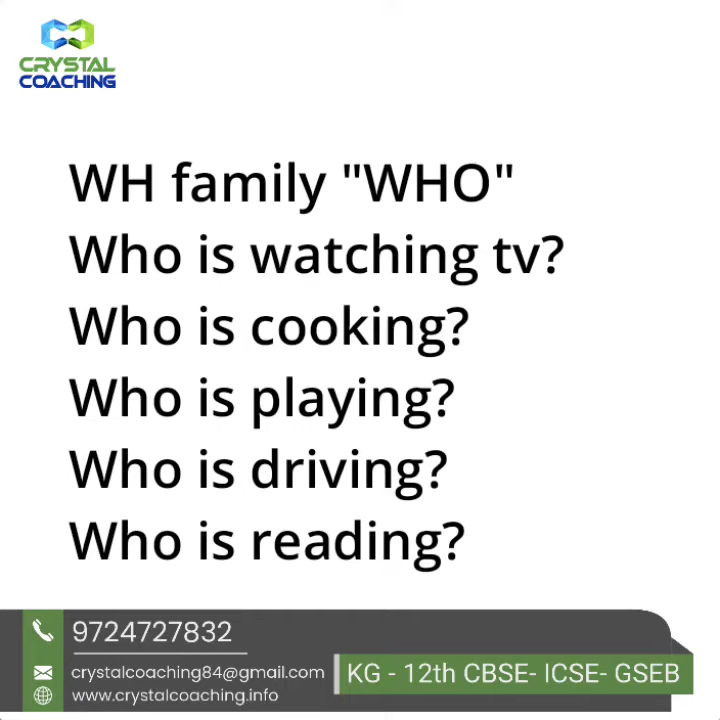 CRYSTAL
COACHING
WH family "WHO"
Who is watching tv?
Who is cooking?
Who is playing?
Who is driving?
Who is reading?
9724727832
crystalcoaching84@gmail.com
www.crystalcoaching.info
KG - 12th CBSE- ICSE- GSEB